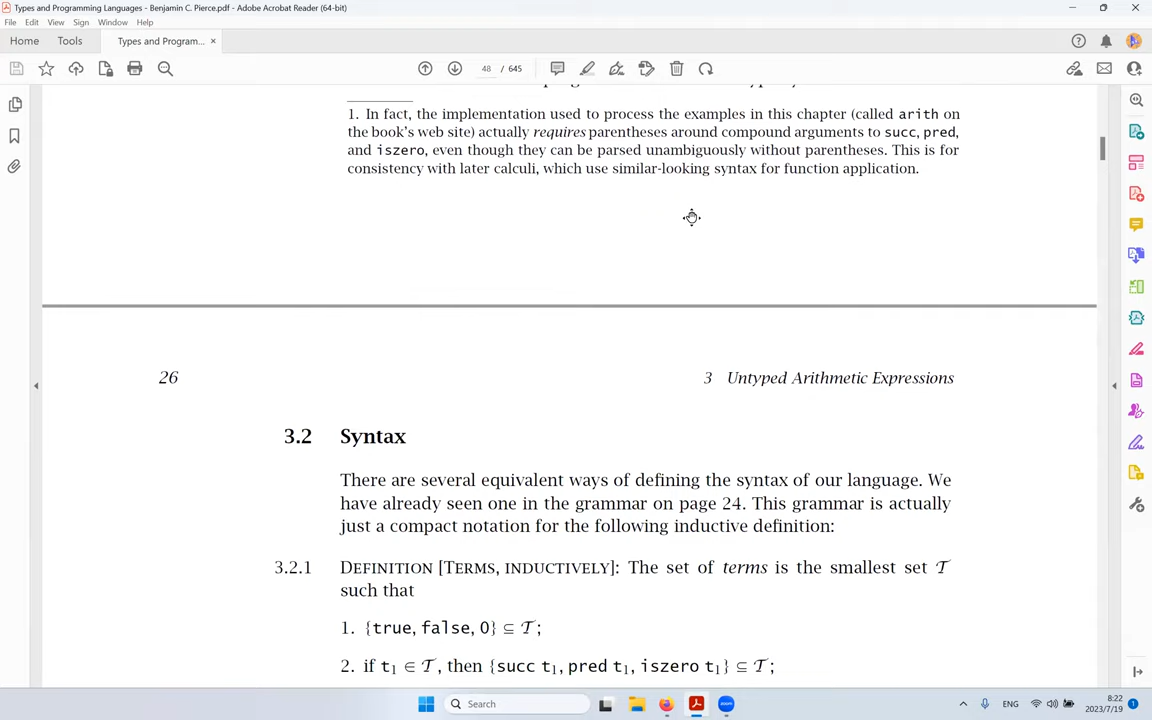 Types and Programming Languages - Benjamin C. Pierce.pdf - Adobe Acrobat Reader (64-bit)
File Edit View Sign Window Help
Home Tools Types and Program... ×
48 / 645
1. In fact, the implementation used to process the examples in this chapter (called arith on
the book's web site) actually requires parentheses around compound arguments to succ, pred,
and iszero, even though they can be parsed unambiguously without parentheses. This is for
consistency with later calculi, which use similar-looking syntax for function application.
26 3 Untyped Arithmetic Expressions
3.2 Syntax
There are several equivalent ways of defining the syntax of our language. We
have already seen one in the grammar on page 24. This grammar is actually
just a compact notation for the following inductive definition:
3.2.1 DEFINITION [TERMS, INDUCTIVELY]: The set of terms is the smallest set 𝒯
such that
1. {true, false, 0} ⊆ 𝒯;
2. if t₁ ∈ 𝒯, then {succ t₁, pred t₁, iszero t₁} ⊆ 𝒯;
Search
zoom
ENG
8:22
2023/7/19
1